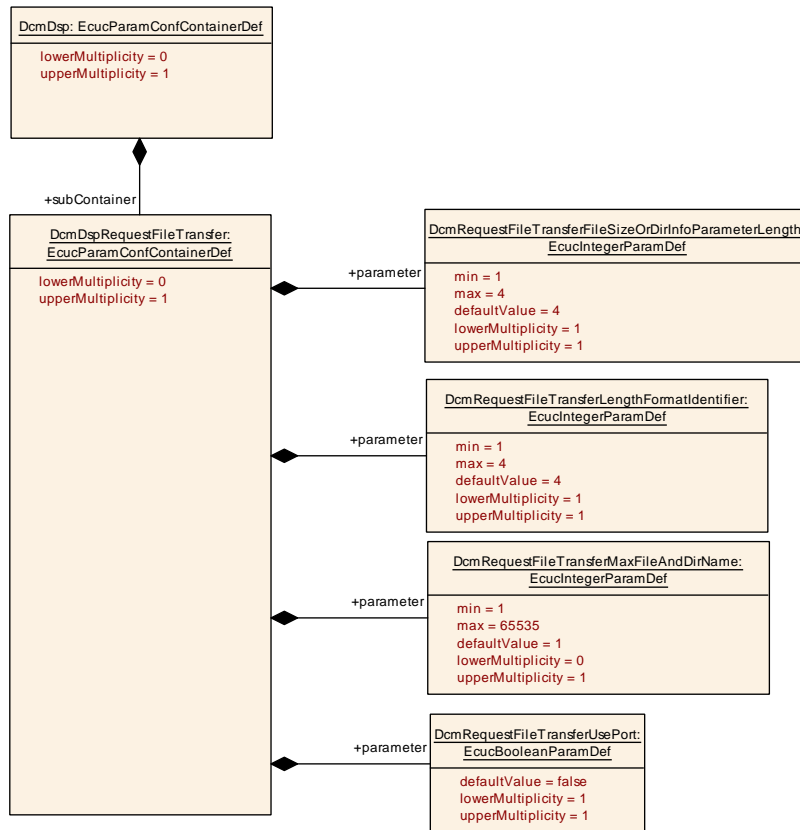 DcmDsp: EcucParamConfContainerDef
lowerMultiplicity = 0
upperMultiplicity = 1
+subContainer
DcmDspRequestFileTransfer:
EcucParamConfContainerDef
lowerMultiplicity = 0
upperMultiplicity = 1
+parameter
DcmRequestFileTransferFileSizeOrDirInfoParameterLength
EcucIntegerParamDef
min = 1
max = 4
defaultValue = 4
lowerMultiplicity = 1
upperMultiplicity = 1
+parameter
DcmRequestFileTransferLengthFormatIdentifier:
EcucIntegerParamDef
min = 1
max = 4
defaultValue = 4
lowerMultiplicity = 1
upperMultiplicity = 1
+parameter
DcmRequestFileTransferMaxFileAndDirName:
EcucIntegerParamDef
min = 1
max = 65535
defaultValue = 1
lowerMultiplicity = 0
upperMultiplicity = 1
+parameter
DcmRequestFileTransferUsePort:
EcucBooleanParamDef
defaultValue = false
lowerMultiplicity = 1
upperMultiplicity = 1